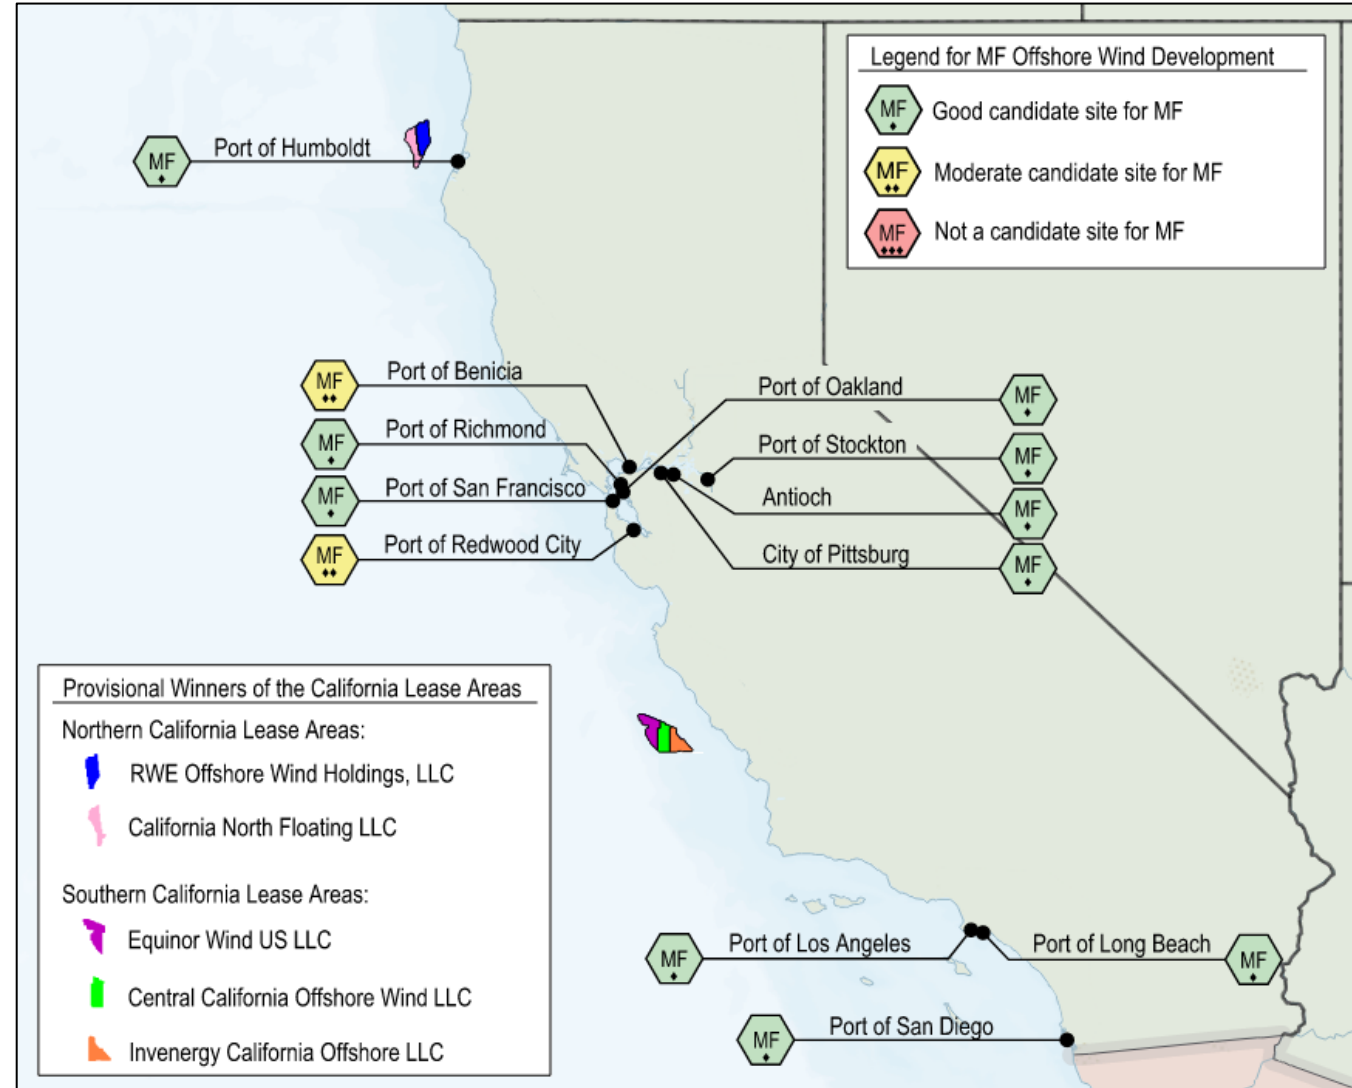 Legend for MF Offshore Wind Development
MF
Good candidate site for MF
MF
Moderate candidate site for MF
MF
Not a candidate site for MF
MF
Port of Humboldt
MF
Port of Benicia
MF
Port of Richmond
MF
Port of San Francisco
MF
Port of Redwood City
Port of Oakland
MF
Port of Stockton
MF
Antioch
MF
City of Pittsburg
MF
Provisional Winners of the California Lease Areas
Northern California Lease Areas:
RWE Offshore Wind Holdings, LLC
California North Floating LLC
Southern California Lease Areas:
Equinor Wind US LLC
Central California Offshore Wind LLC
Invenergy California Offshore LLC
MF
Port of Los Angeles
Port of Long Beach
MF
MF
Port of San Diego